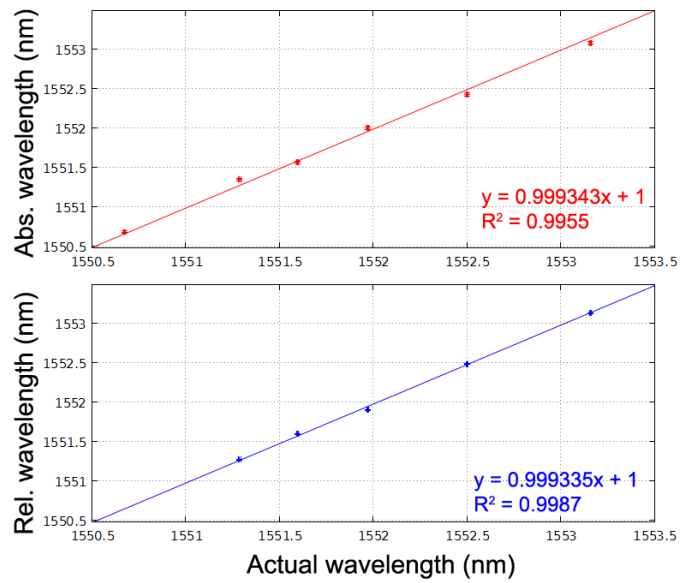 Abs. wavelength (nm)
1553
1552.5
1552
1551.5
1551
1550.5
y = 0.999343x + 1
R² = 0.9955
1550.5 1551 1551.5 1552 1552.5 1553 1553.5
Rel. wavelength (nm)
1553
1552.5
1552
1551.5
1551
1550.5
y = 0.999335x + 1
R² = 0.9987
1550.5 1551 1551.5 1552 1552.5 1553 1553.5
Actual wavelength (nm)